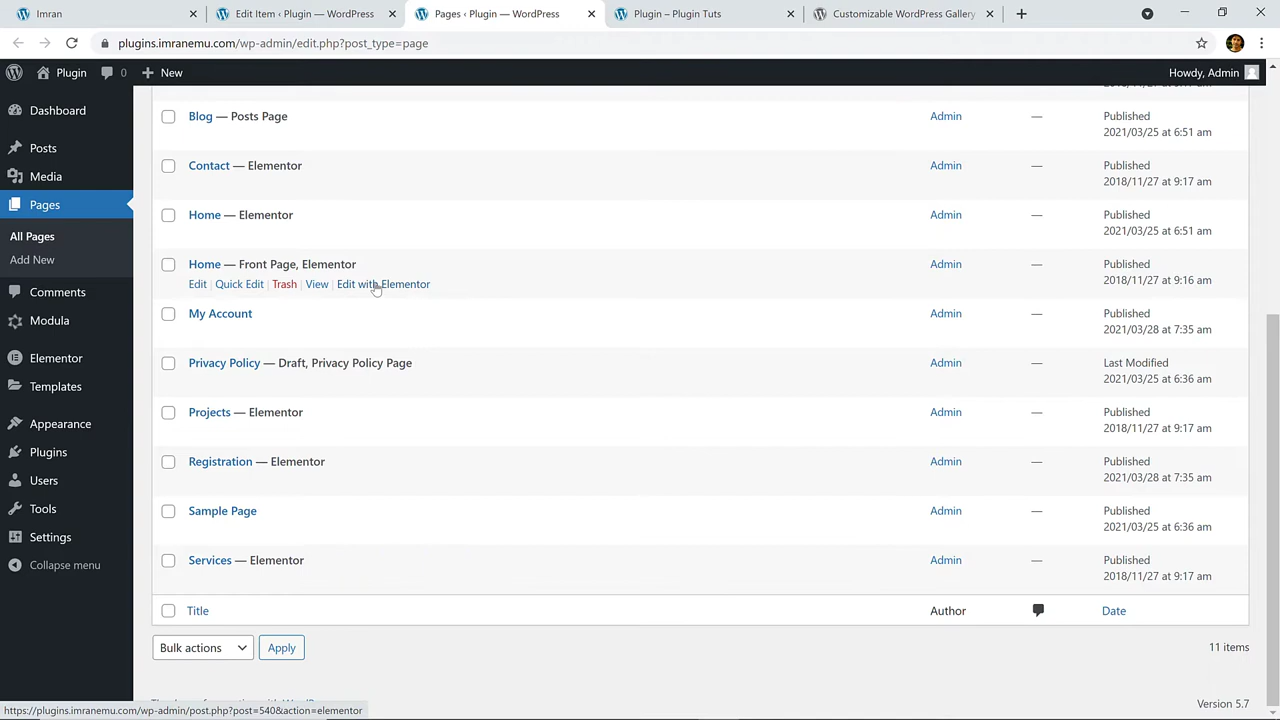 Imran
Edit Item ‹ Plugin — WordPress
Pages ‹ Plugin — WordPress
Plugin – Plugin Tuts
Customizable WordPress Gallery
plugins.imranemu.com/wp-admin/edit.php?post_type=page
Plugin
0
New
Howdy, Admin
Dashboard
Posts
Media
Pages
All Pages
Add New
Comments
Modula
Elementor
Templates
Appearance
Plugins
Users
Tools
Settings
Collapse menu
Blog — Posts Page
Admin
—
Published
2021/03/25 at 6:51 am
Contact — Elementor
Admin
—
Published
2018/11/27 at 9:17 am
Home — Elementor
Admin
—
Published
2021/03/25 at 6:51 am
Home — Front Page, Elementor
Edit | Quick Edit | Trash | View | Edit with Elementor
Admin
—
Published
2018/11/27 at 9:16 am
My Account
Admin
—
Published
2021/03/28 at 7:35 am
Privacy Policy — Draft, Privacy Policy Page
Admin
—
Last Modified
2021/03/25 at 6:36 am
Projects — Elementor
Admin
—
Published
2018/11/27 at 9:17 am
Registration — Elementor
Admin
—
Published
2021/03/28 at 7:35 am
Sample Page
Admin
—
Published
2021/03/25 at 6:36 am
Services — Elementor
Admin
—
Published
2018/11/27 at 9:17 am
Title
Author
Date
Bulk actions
Apply
11 items
Version 5.7
https://plugins.imranemu.com/wp-admin/post.php?post=540&action=elementor